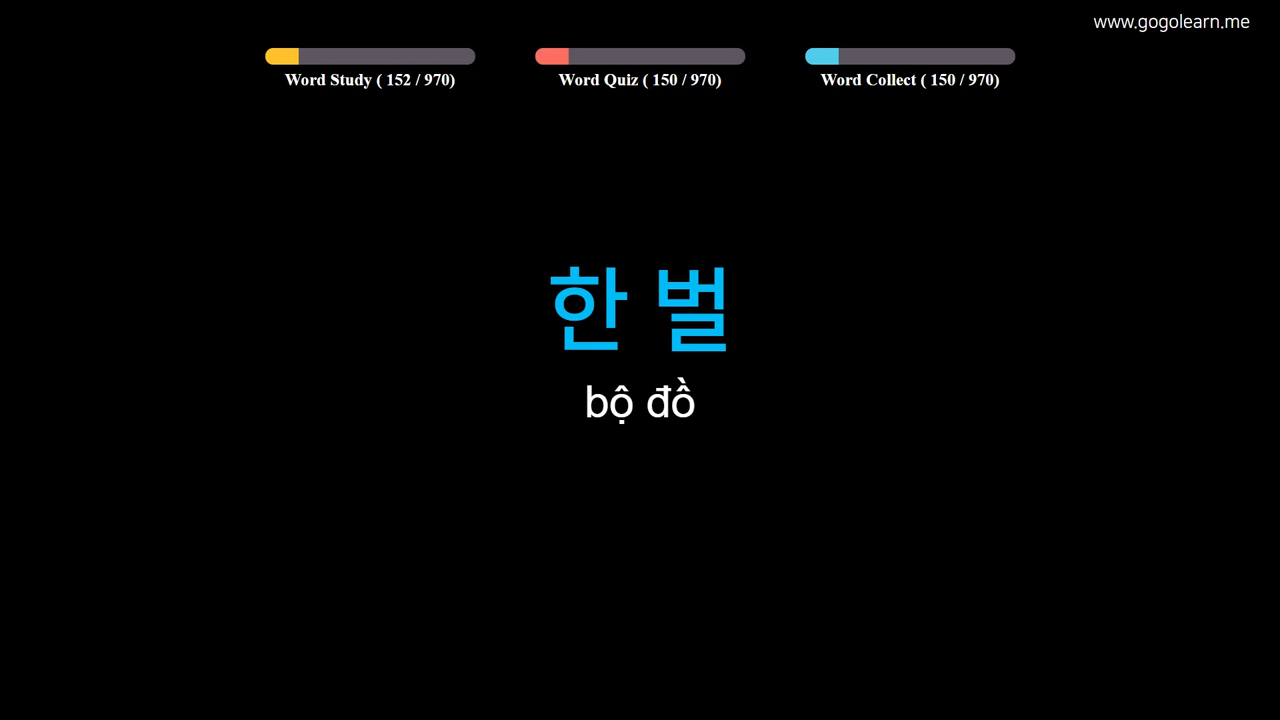 www.gogolearn.me
Word Study ( 152 / 970)
Word Quiz ( 150 / 970)
Word Collect ( 150 / 970)
한 벌
bộ đồ